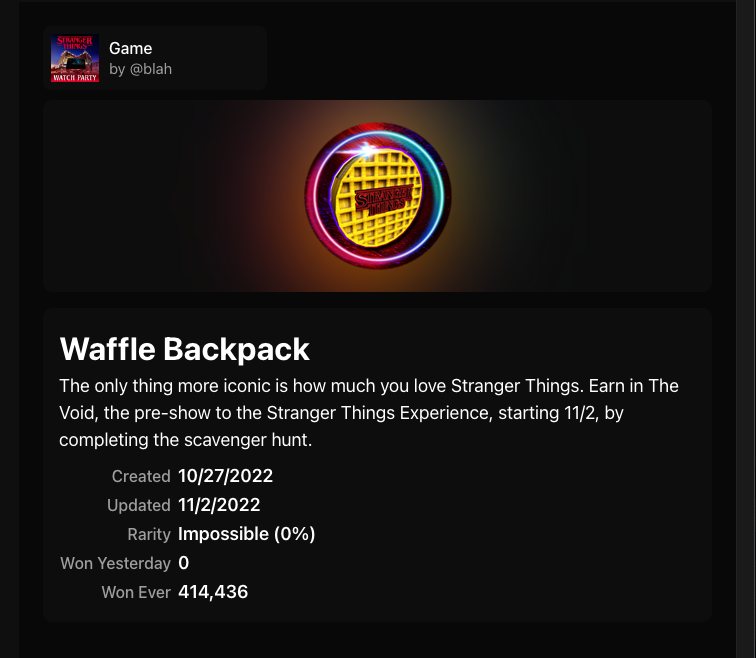 STRANGER
THINGS
WATCH PARTY
Game
by @blah
STRANGER
THINGS
Waffle Backpack
The only thing more iconic is how much you love Stranger Things. Earn in The
Void, the pre-show to the Stranger Things Experience, starting 11/2, by
completing the scavenger hunt.
Created 10/27/2022
Updated 11/2/2022
Rarity Impossible (0%)
Won Yesterday 0
Won Ever 414,436